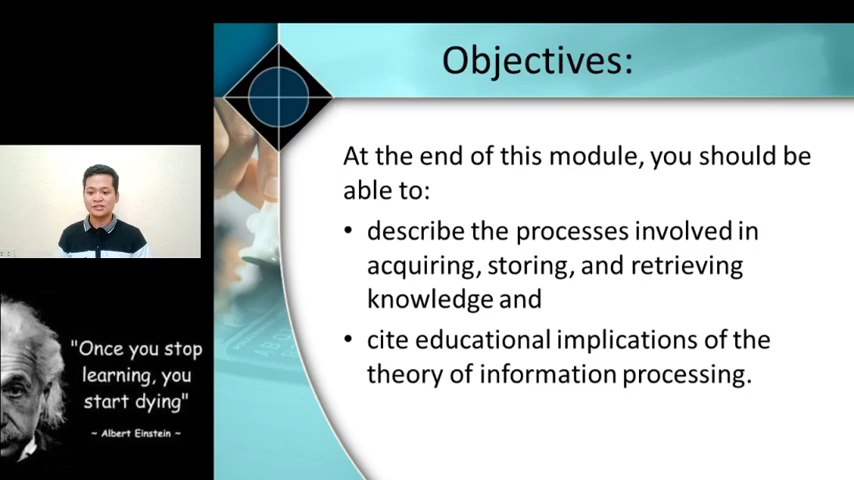 Objectives:
At the end of this module, you should be
able to:
• describe the processes involved in
acquiring, storing, and retrieving
knowledge and
• cite educational implications of the
theory of information processing.
"Once you stop
learning, you
start dying"
~ Albert Einstein ~